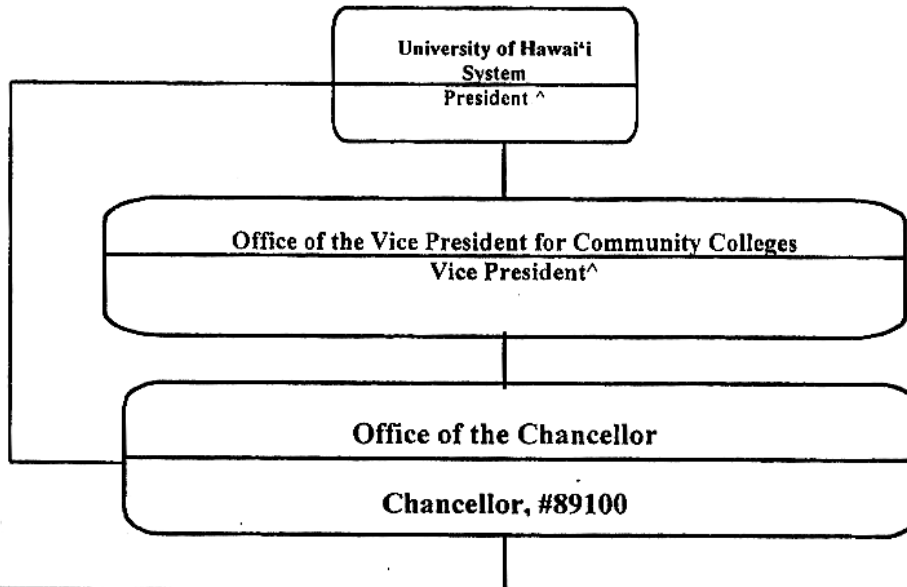 University of Hawai‘i
System
President ^
Office of the Vice President for Community Colleges
Vice President^
Office of the Chancellor
Chancellor, #89100